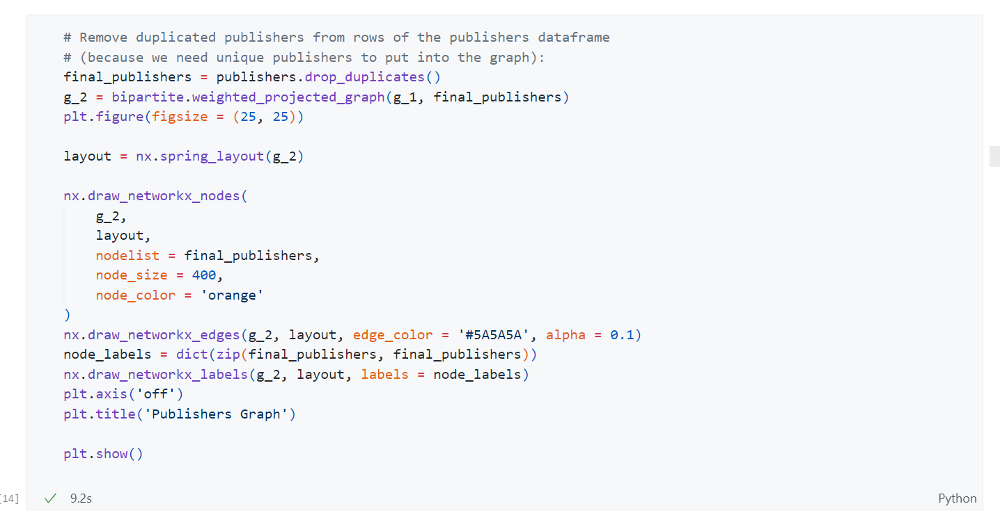 # Remove duplicated publishers from rows of the publishers dataframe
# (because we need unique publishers to put into the graph):
final_publishers = publishers.drop_duplicates()
g_2 = bipartite.weighted_projected_graph(g_1, final_publishers)
plt.figure(figsize = (25, 25))

layout = nx.spring_layout(g_2)

nx.draw_networkx_nodes(
    g_2,
    layout,
    nodelist = final_publishers,
    node_size = 400,
    node_color = 'orange'
)
nx.draw_networkx_edges(g_2, layout, edge_color = '#5A5A5A', alpha = 0.1)
node_labels = dict(zip(final_publishers, final_publishers))
nx.draw_networkx_labels(g_2, layout, labels = node_labels)
plt.axis('off')
plt.title('Publishers Graph')

plt.show()
[14] ✓ 9.2s Python